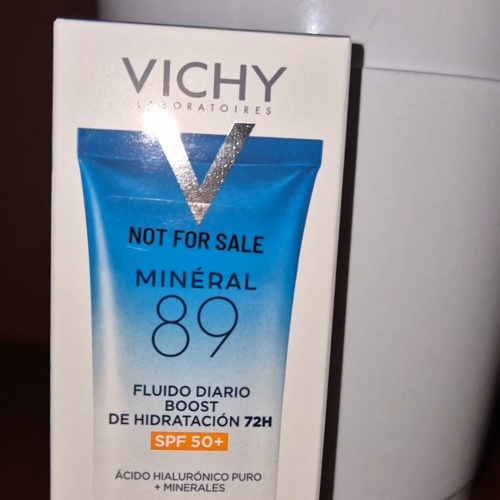 VICHY
LABORATOIRES
NOT FOR SALE
MINÉRAL
89
FLUIDO DIARIO
BOOST
DE HIDRATACIÓN 72H
SPF 50+
ÁCIDO HIALURÓNICO PURO
+ MINERALES